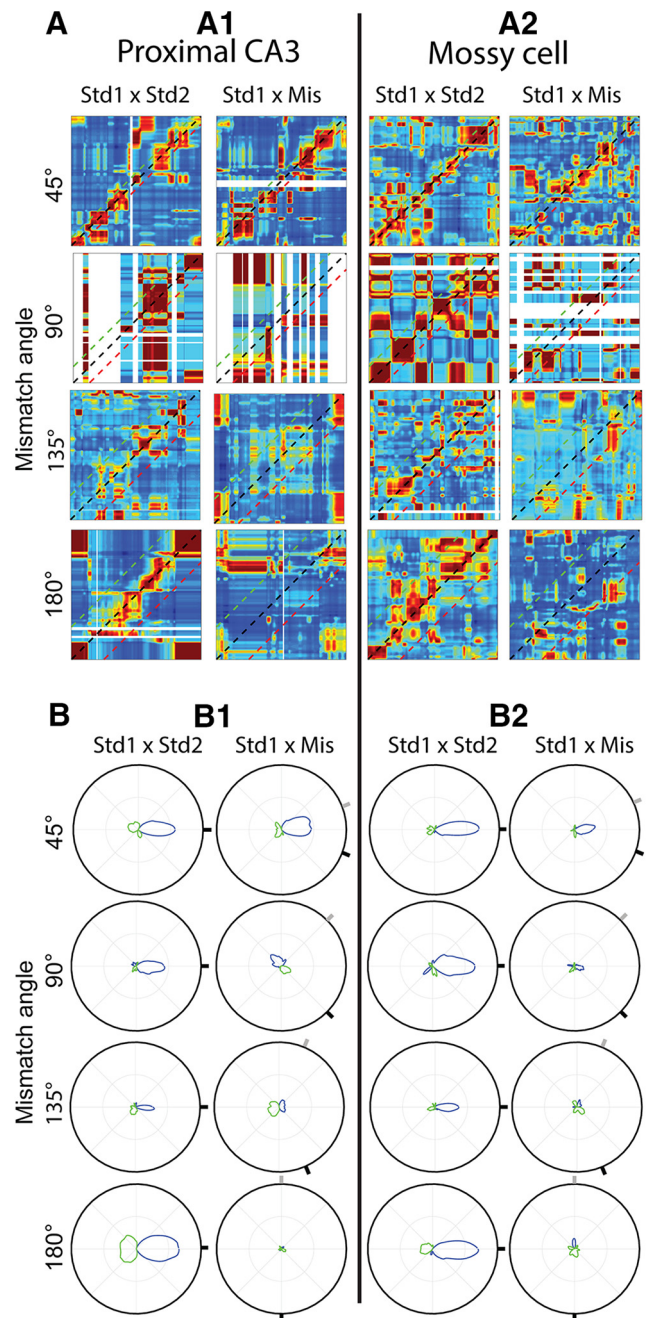 A A1 A2
Proximal CA3 Mossy cell
Std1 x Std2 Std1 x Mis Std1 x Std2 Std1 x Mis
Mismatch angle
45°
90°
135°
180°
B B1 B2
Std1 x Std2 Std1 x Mis Std1 x Std2 Std1 x Mis
Mismatch angle
45°
90°
135°
180°